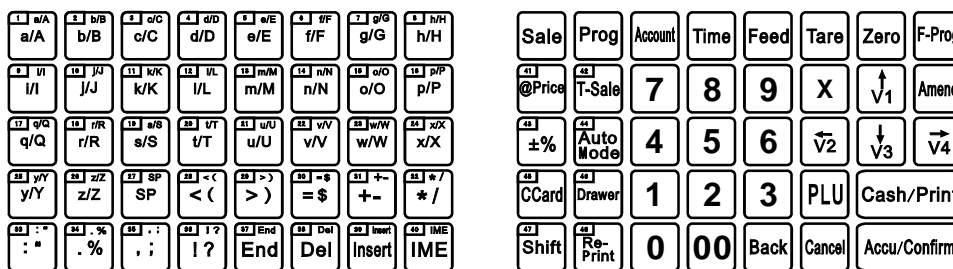 1 a/A 2 b/B 3 c/C 4 d/D 5 e/E 6 f/F 7 g/G 8 h/H
a/A b/B c/C d/D e/E f/F g/G h/H
9 i/I 10 j/J 11 k/K 12 l/L 13 m/M 14 n/N 15 o/O 16 p/P
i/I j/J k/K l/L m/M n/N o/O p/P
17 q/Q 18 r/R 19 s/S 20 t/T 21 u/U 22 v/V 23 w/W 24 x/X
q/Q r/R s/S t/T u/U v/V w/W x/X
25 y/Y 26 z/Z 27 SP 28 < ( 29 > ) 30 = $ 31 + - 32 * /
y/Y z/Z SP < ( > ) = $ + - * /
33 : " 34 . % 35 , ; 36 ! ? 37 End 38 Del 39 Insert 40 IME
: " . % , ; ! ? End Del Insert IME
Sale Prog Account Time Feed Tare Zero F-Prog
41 42
@Price T-Sale 7 8 9 X ↑ V1 Amend
43 44
±% Auto Mode 4 5 6 ← V2 ↓ V3 → V4
45 46
CCard Drawer 1 2 3 PLU Cash/Print
47 48
Shift Re-Print 0 00 Back Cancel Accu/Confirm